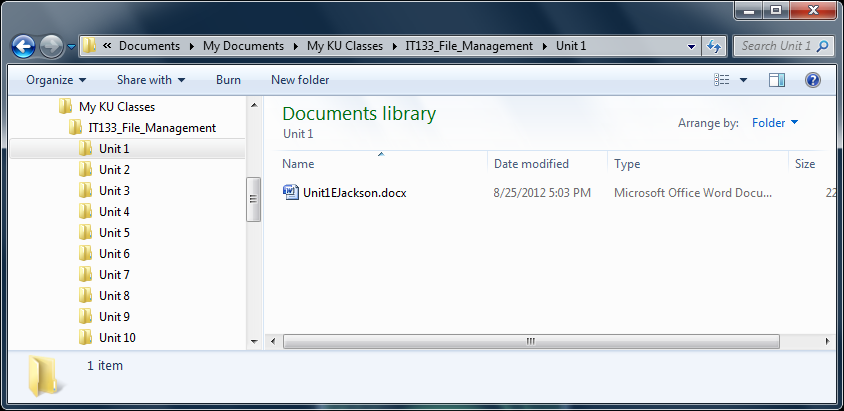 « Documents ▸ My Documents ▸ My KU Classes ▸ IT133_File_Management ▸ Unit 1
Search Unit 1
Organize Share with Burn New folder
My KU Classes
IT133_File_Management
Unit 1
Unit 2
Unit 3
Unit 4
Unit 5
Unit 6
Unit 7
Unit 8
Unit 9
Unit 10
Documents library
Unit 1
Arrange by: Folder
Name Date modified Type Size
Unit1EJackson.docx 8/25/2012 5:03 PM Microsoft Office Word Docu... 22
1 item